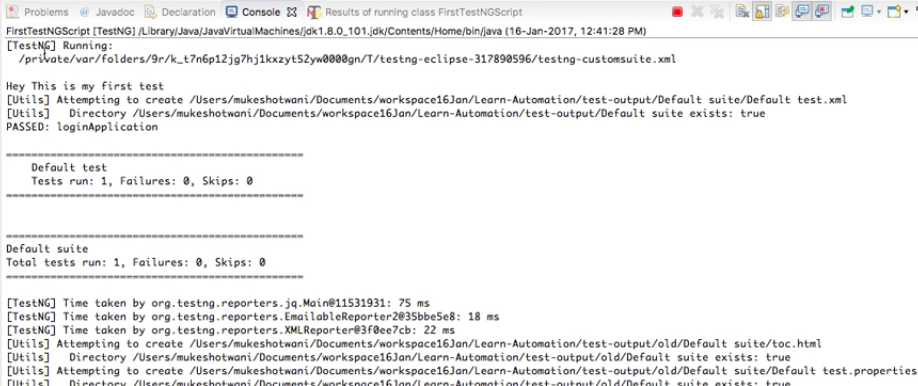 Problems @ Javadoc Declaration Console Results of running class FirstTestNGScript
FirstTestNGScript [TestNG] /Library/Java/JavaVirtualMachines/jdk1.8.0_101.jdk/Contents/Home/bin/java (16-Jan-2017, 12:41:28 PM)
[TestNG] Running:
/private/var/folders/9r/k_t7n6p12jg7hj1kxzyt52yw0000gn/T/testng-eclipse-317890596/testng-customsuite.xml
Hey This is my first test
[Utils] Attempting to create /Users/mukeshotwani/Documents/workspace16Jan/Learn-Automation/test-output/Default suite/Default test.xml
[Utils] Directory /Users/mukeshotwani/Documents/workspace16Jan/Learn-Automation/test-output/Default suite exists: true
PASSED: loginApplication
===============================================
Default test
Tests run: 1, Failures: 0, Skips: 0
===============================================
===============================================
Default suite
Total tests run: 1, Failures: 0, Skips: 0
===============================================
[TestNG] Time taken by org.testng.reporters.jq.Main@11531931: 75 ms
[TestNG] Time taken by org.testng.reporters.EmailableReporter2@35bbe5e8: 18 ms
[TestNG] Time taken by org.testng.reporters.XMLReporter@3f0ee7cb: 22 ms
[Utils] Attempting to create /Users/mukeshotwani/Documents/workspace16Jan/Learn-Automation/test-output/old/Default suite/toc.html
[Utils] Directory /Users/mukeshotwani/Documents/workspace16Jan/Learn-Automation/test-output/old/Default suite exists: true
[Utils] Attempting to create /Users/mukeshotwani/Documents/workspace16Jan/Learn-Automation/test-output/old/Default suite/Default test.properties
[Utils] Directory /Users/mukeshotwani/Documents/workspace16Jan/Learn-Automation/test-output/old/Default suite exists: true